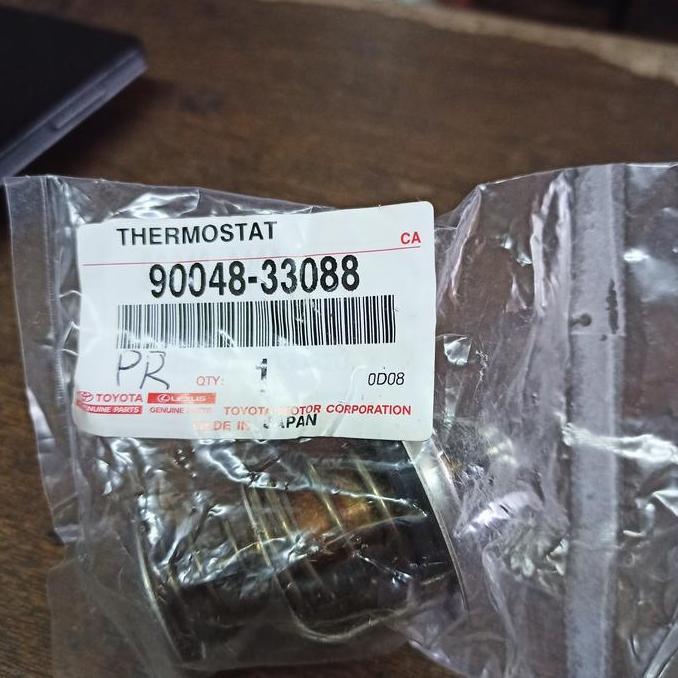 THERMOSTAT
CA
90048-33088
PR QTY: 1 0D08
TOYOTA LEXUS
GENUINE PARTS GENUINE PARTS TOYOTA MOTOR CORPORATION
MADE IN JAPAN